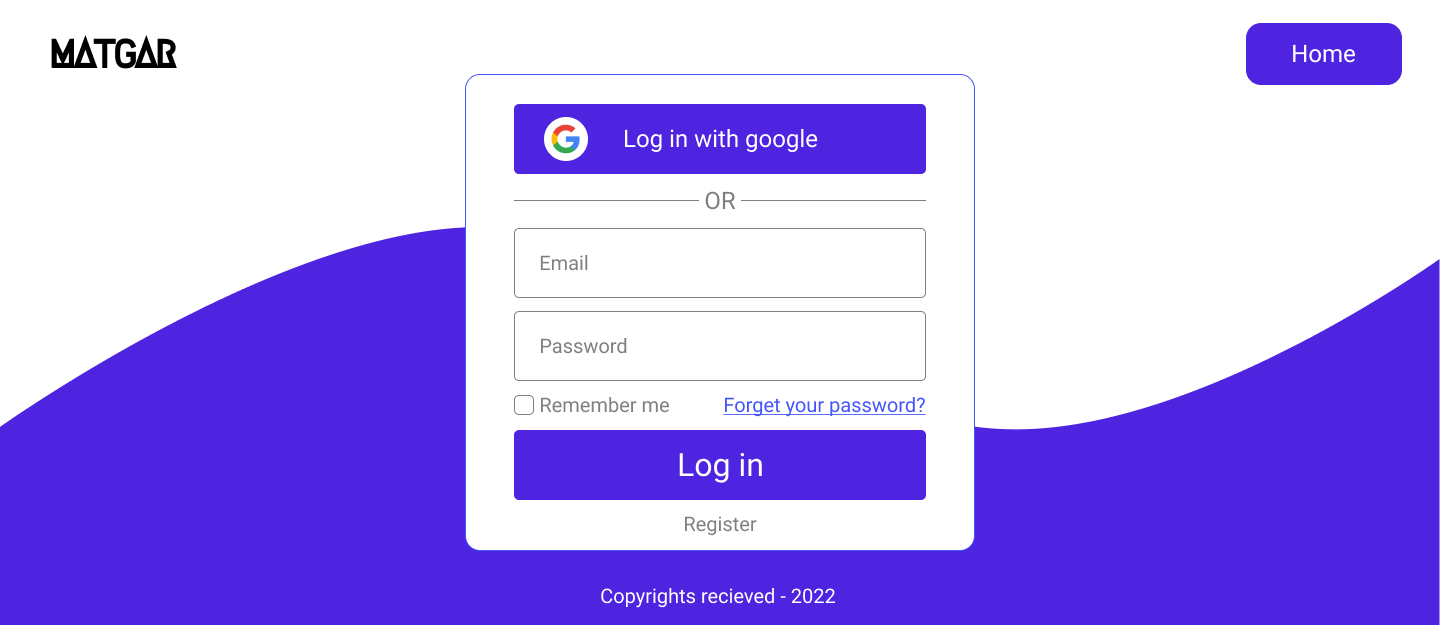 MATGAR
Home
Log in with google
OR
Email
Password
Remember me
Forget your password?
Log in
Register
Copyrights recieved - 2022